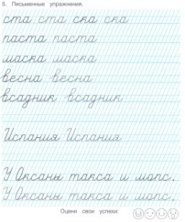 5. Письменные упражнения.
ста ста ска ска
паста паста
маска маска
весна весна
всадник всадник
Испания Испания
У Оксаны такса и мопс.
У Оксаны такса и мопс.
Оцени свои успехи: